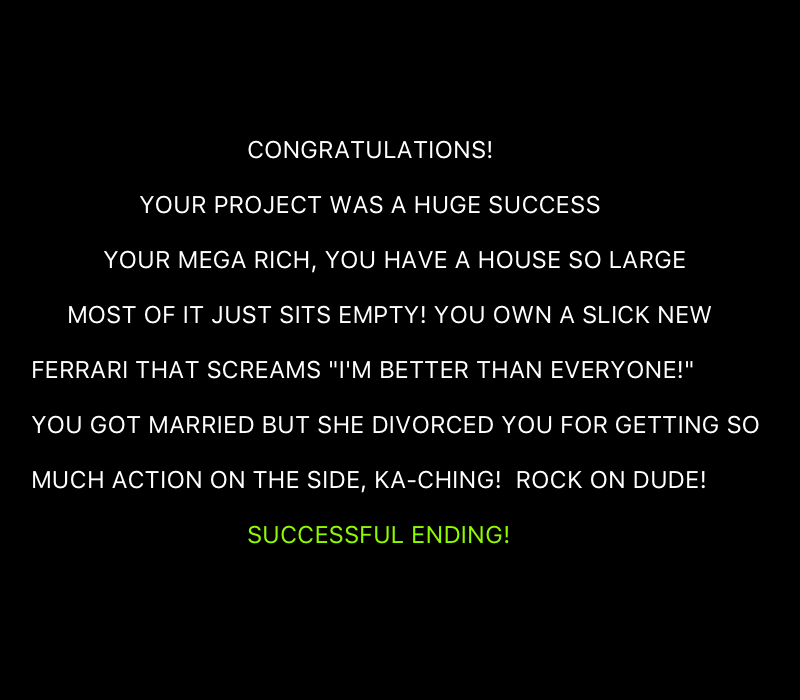 CONGRATULATIONS!
YOUR PROJECT WAS A HUGE SUCCESS
YOUR MEGA RICH, YOU HAVE A HOUSE SO LARGE
MOST OF IT JUST SITS EMPTY! YOU OWN A SLICK NEW
FERRARI THAT SCREAMS "I'M BETTER THAN EVERYONE!"
YOU GOT MARRIED BUT SHE DIVORCED YOU FOR GETTING SO
MUCH ACTION ON THE SIDE, KA-CHING!  ROCK ON DUDE!
SUCCESSFUL ENDING!